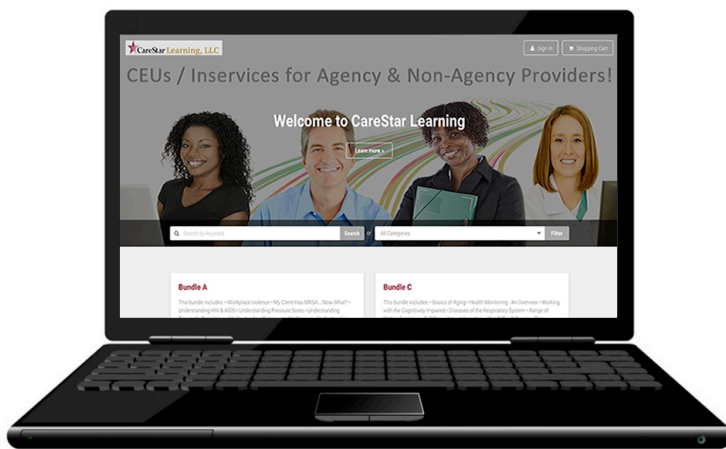 CareStar Learning, LLC
Sign In
Shopping Cart
CEUs / Inservices for Agency & Non-Agency Providers!
Welcome to CareStar Learning
Learn more »
Search by keyword
Search
or
All Categories
Filter
Bundle A
This bundle includes: • Workplace Violence • My Client Has MRSA... Now What? •
Understanding HIV & AIDS • Understanding Pressure Sores • Understanding
Bundle C
This bundle includes: • Basics of Aging • Health Monitoring : An Overview • Working
with the Cognitively Impaired • Diseases of the Respiratory System • Range of